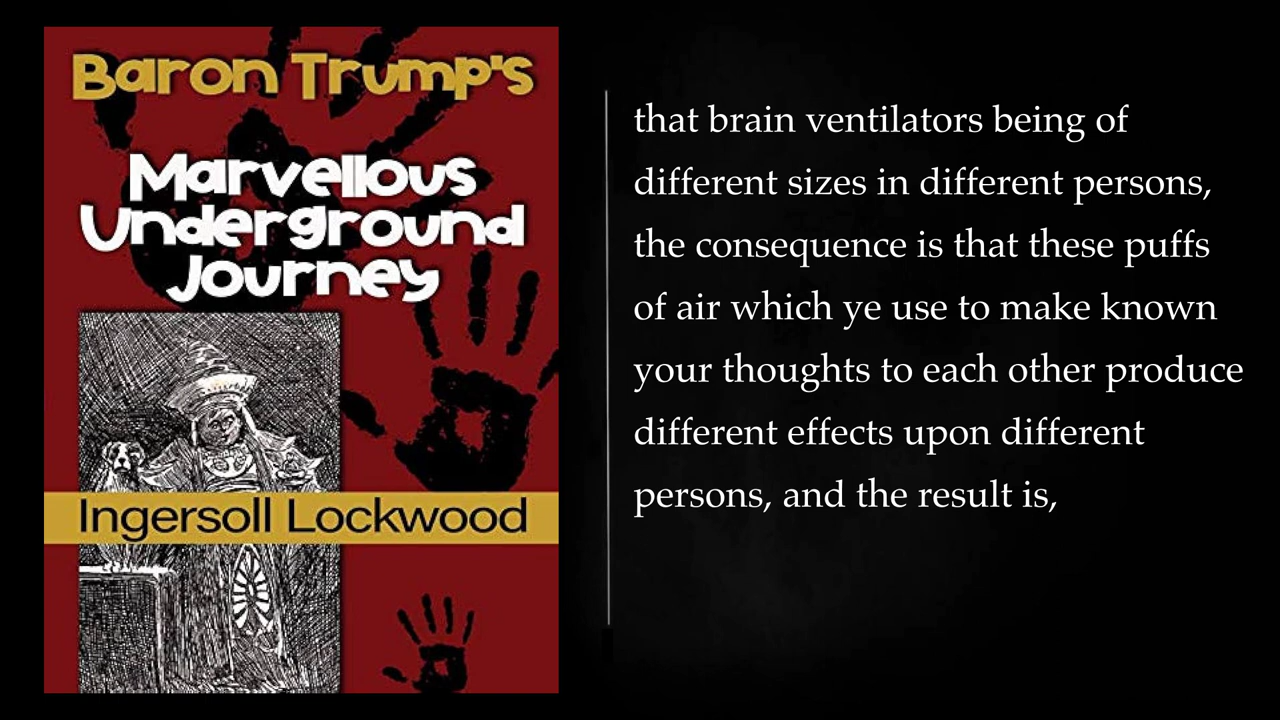 Baron Trump's
Marvellous
Underground
Journey
Ingersoll Lockwood
that brain ventilators being of
different sizes in different persons,
the consequence is that these puffs
of air which ye use to make known
your thoughts to each other produce
different effects upon different
persons, and the result is,